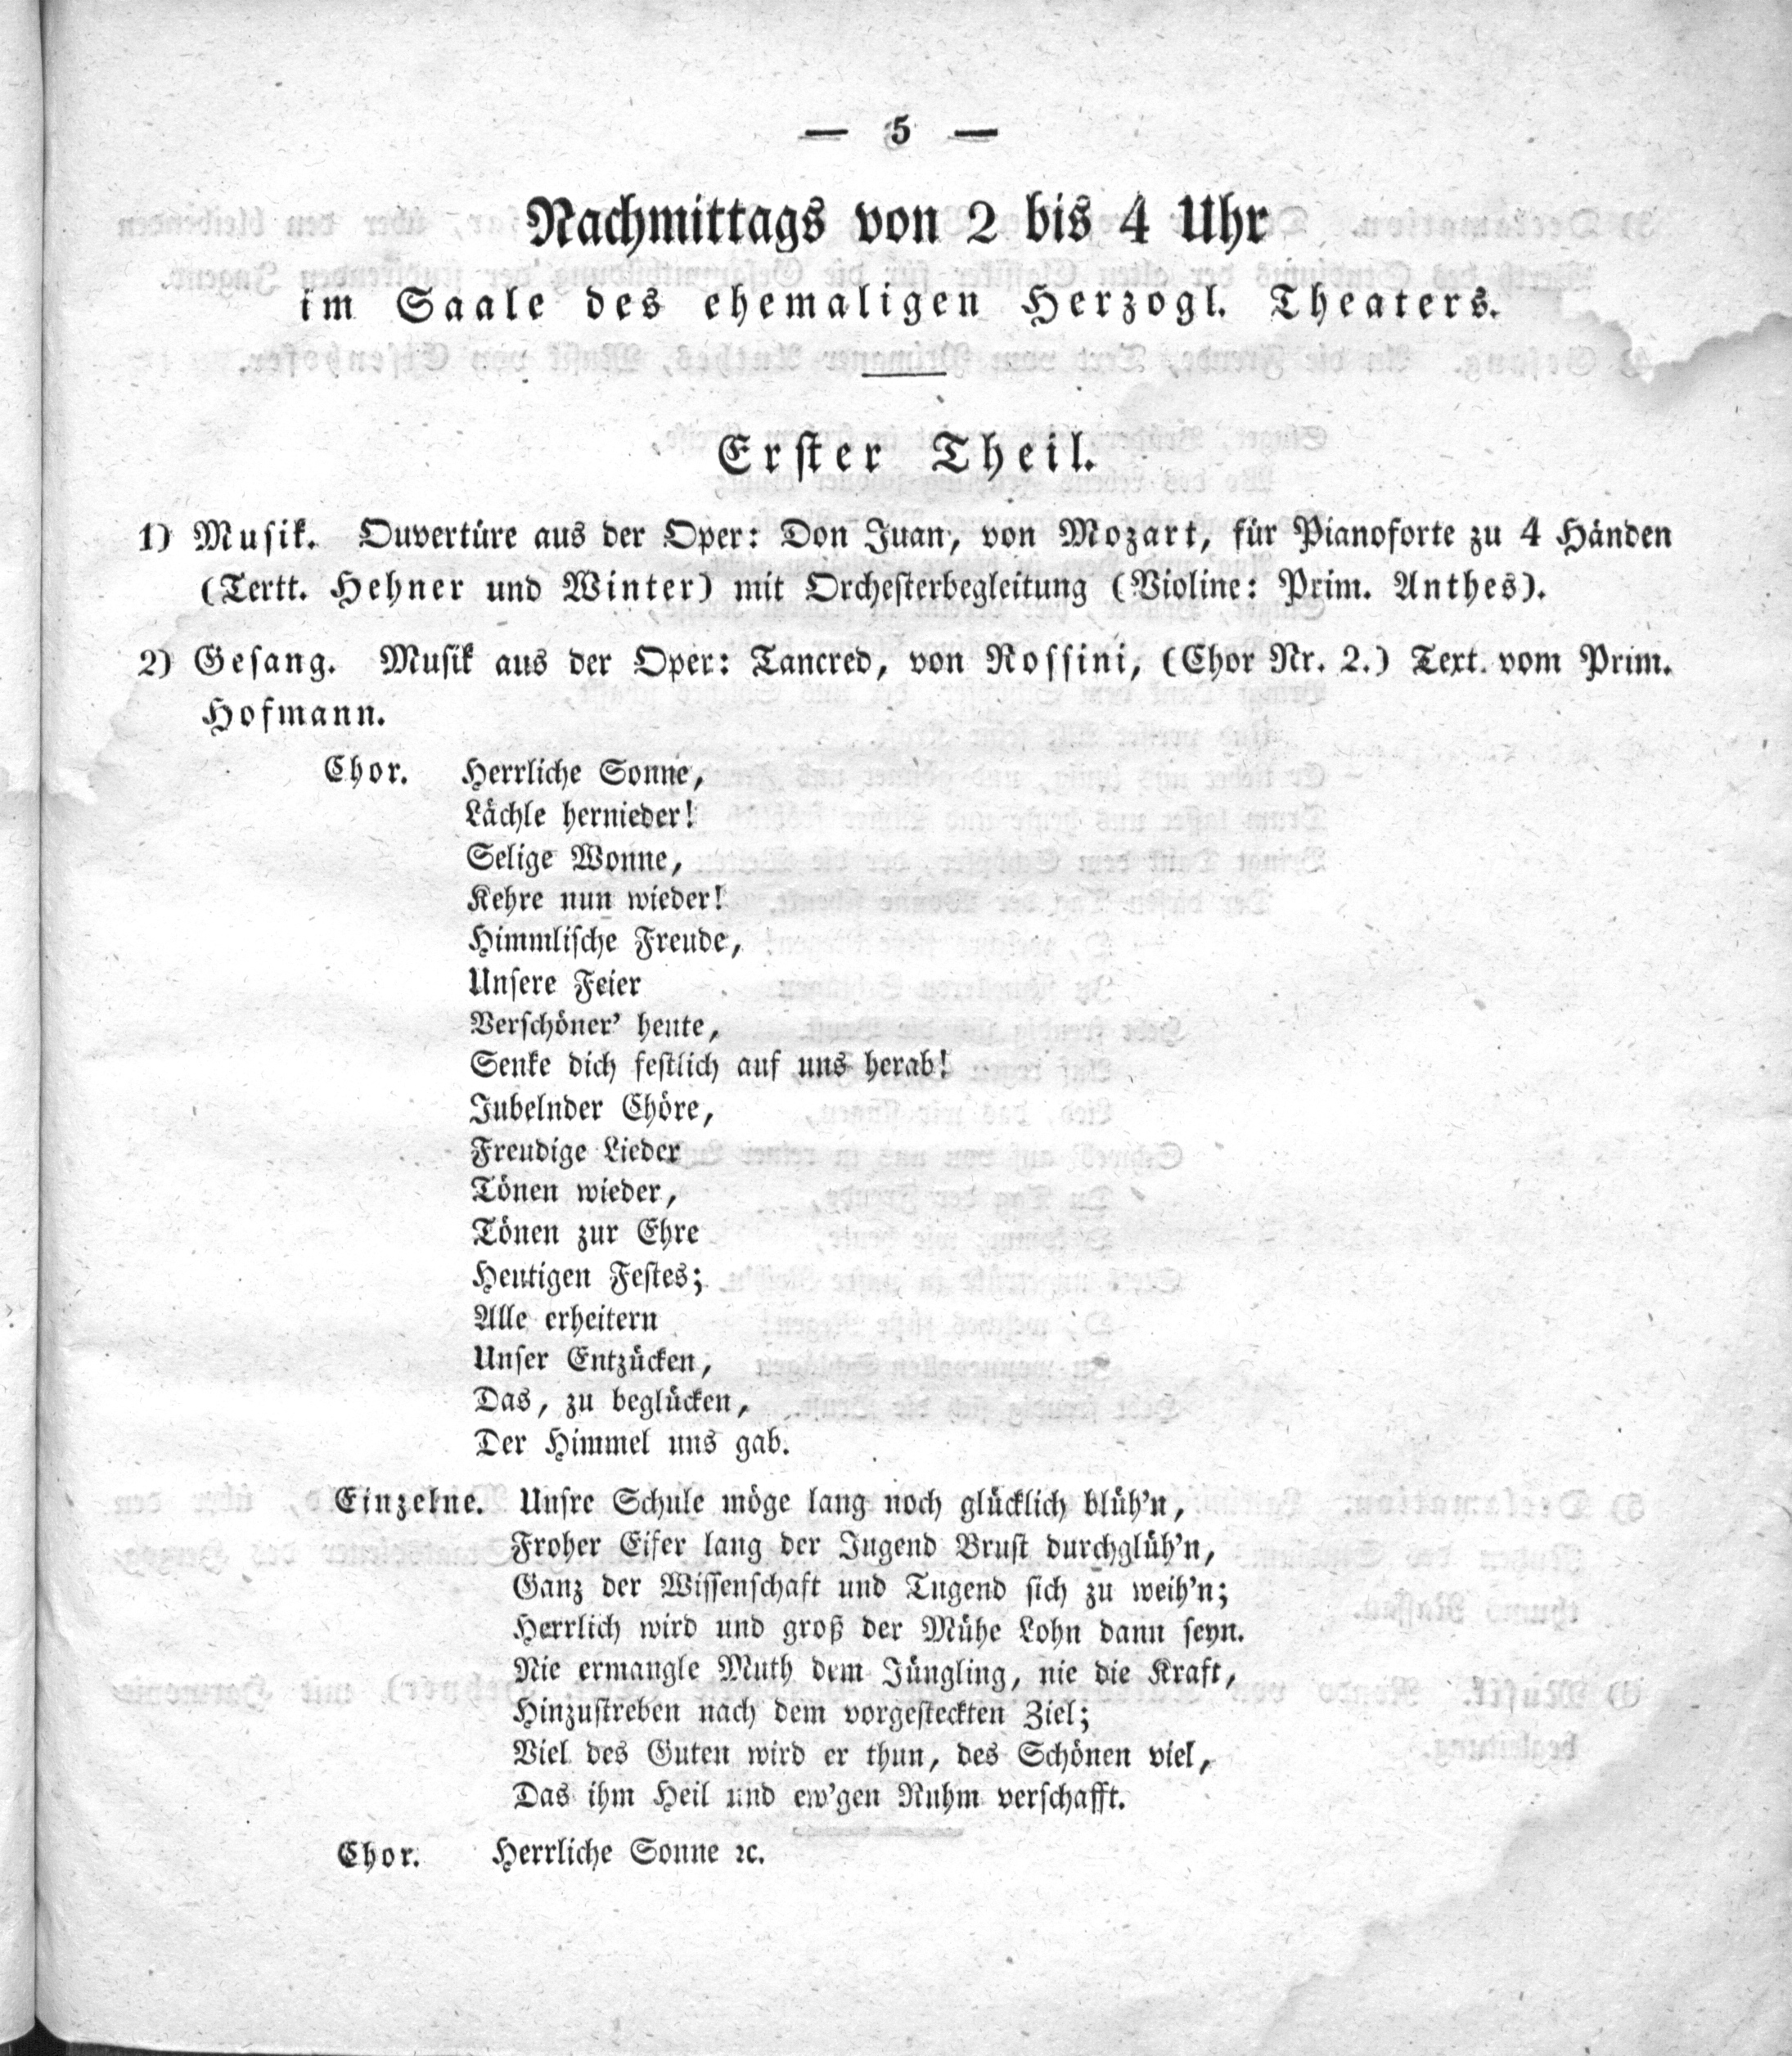 — 5 —
Nachmittags von 2 bis 4 Uhr
im Saale des ehemaligen Herzogl. Theaters.
Erster Theil.
1) Musik. Ouvertüre aus der Oper: Don Juan, von Mozart, für Pianoforte zu 4 Händen
(Tertt. Hehner und Winter) mit Orchesterbegleitung (Violine: Prim. Anthes).
2) Gesang. Musik aus der Oper: Tancred, von Rossini, (Chor Nr. 2.) Text vom Prim.
Hofmann.
Chor. Herrliche Sonne,
Lächle hernieder!
Selige Wonne,
Kehre nun wieder!
Himmlische Freude,
Unsere Feier
Verschöner' heute,
Senke dich festlich auf uns herab!
Jubelnder Chöre,
Freudige Lieder
Tönen wieder,
Tönen zur Ehre
Heutigen Festes;
Alle erheitern
Unser Entzücken,
Das, zu beglücken,
Der Himmel uns gab.
Einzelne. Unsre Schule möge lang noch glücklich blüh'n,
Froher Eifer lang der Jugend Brust durchglüh'n,
Ganz der Wissenschaft und Tugend sich zu weih'n;
Herrlich wird und groß der Mühe Lohn dann seyn.
Nie ermangle Muth dem Jüngling, nie die Kraft,
Hinzustreben nach dem vorgesteckten Ziel;
Viel des Guten wird er thun, des Schönen viel,
Das ihm Heil und ew'gen Ruhm verschafft.
Chor. Herrliche Sonne ꝛc.